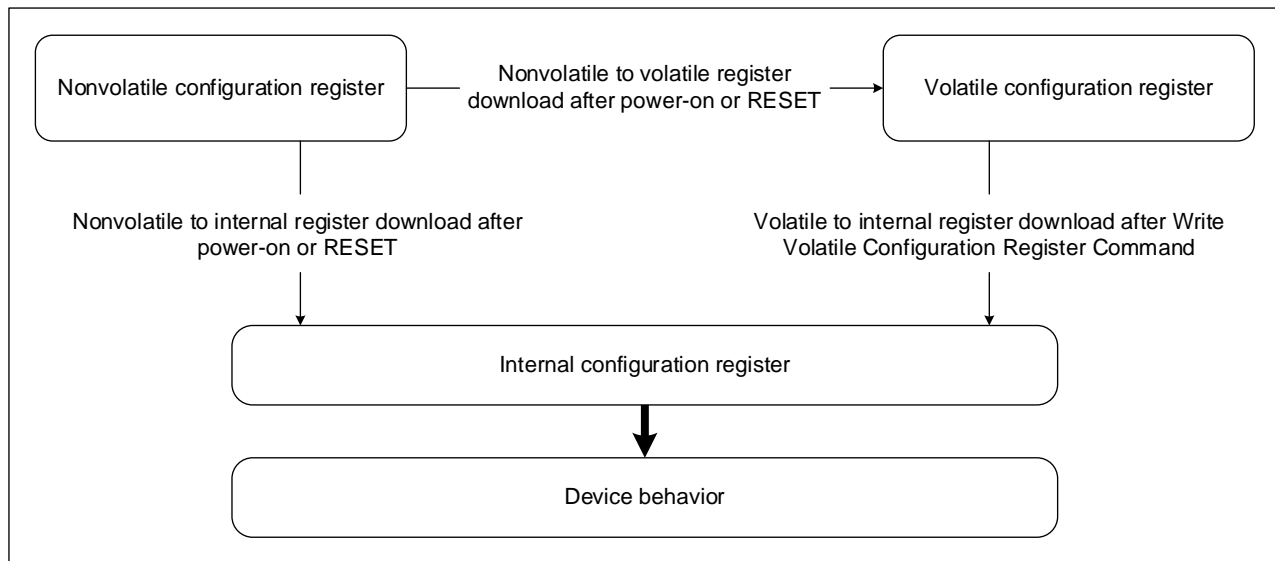 Nonvolatile configuration register
Nonvolatile to volatile register
download after power-on or RESET
Volatile configuration register
Nonvolatile to internal register download after
power-on or RESET
Volatile to internal register download after Write
Volatile Configuration Register Command
Internal configuration register
Device behavior